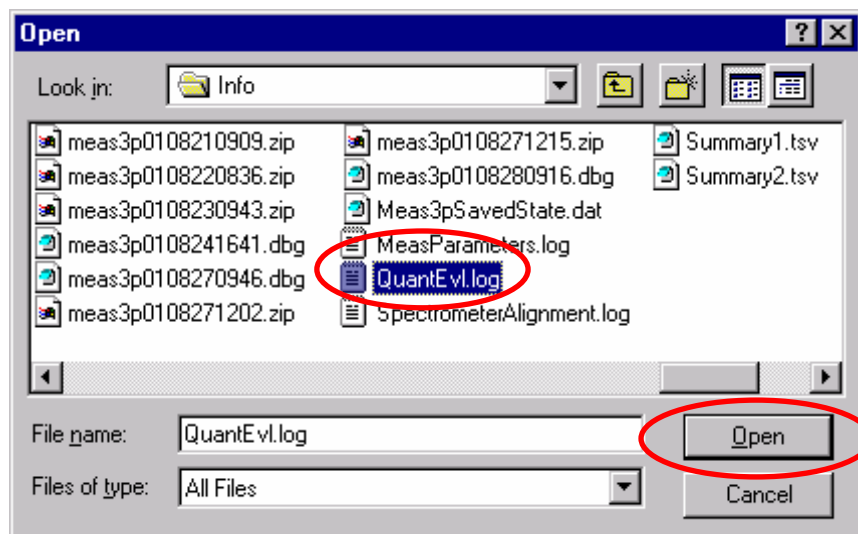 Open
Look in: Info
meas3p0108210909.zip
meas3p0108220836.zip
meas3p0108230943.zip
meas3p0108241641.dbg
meas3p0108270946.dbg
meas3p0108271202.zip
meas3p0108271215.zip
meas3p0108280916.dbg
Meas3pSavedState.dat
MeasParameters.log
QuantEvl.log
SpectrometerAlignment.log
Summary1.tsv
Summary2.tsv
File name: QuantEvl.log Open
Files of type: All Files Cancel